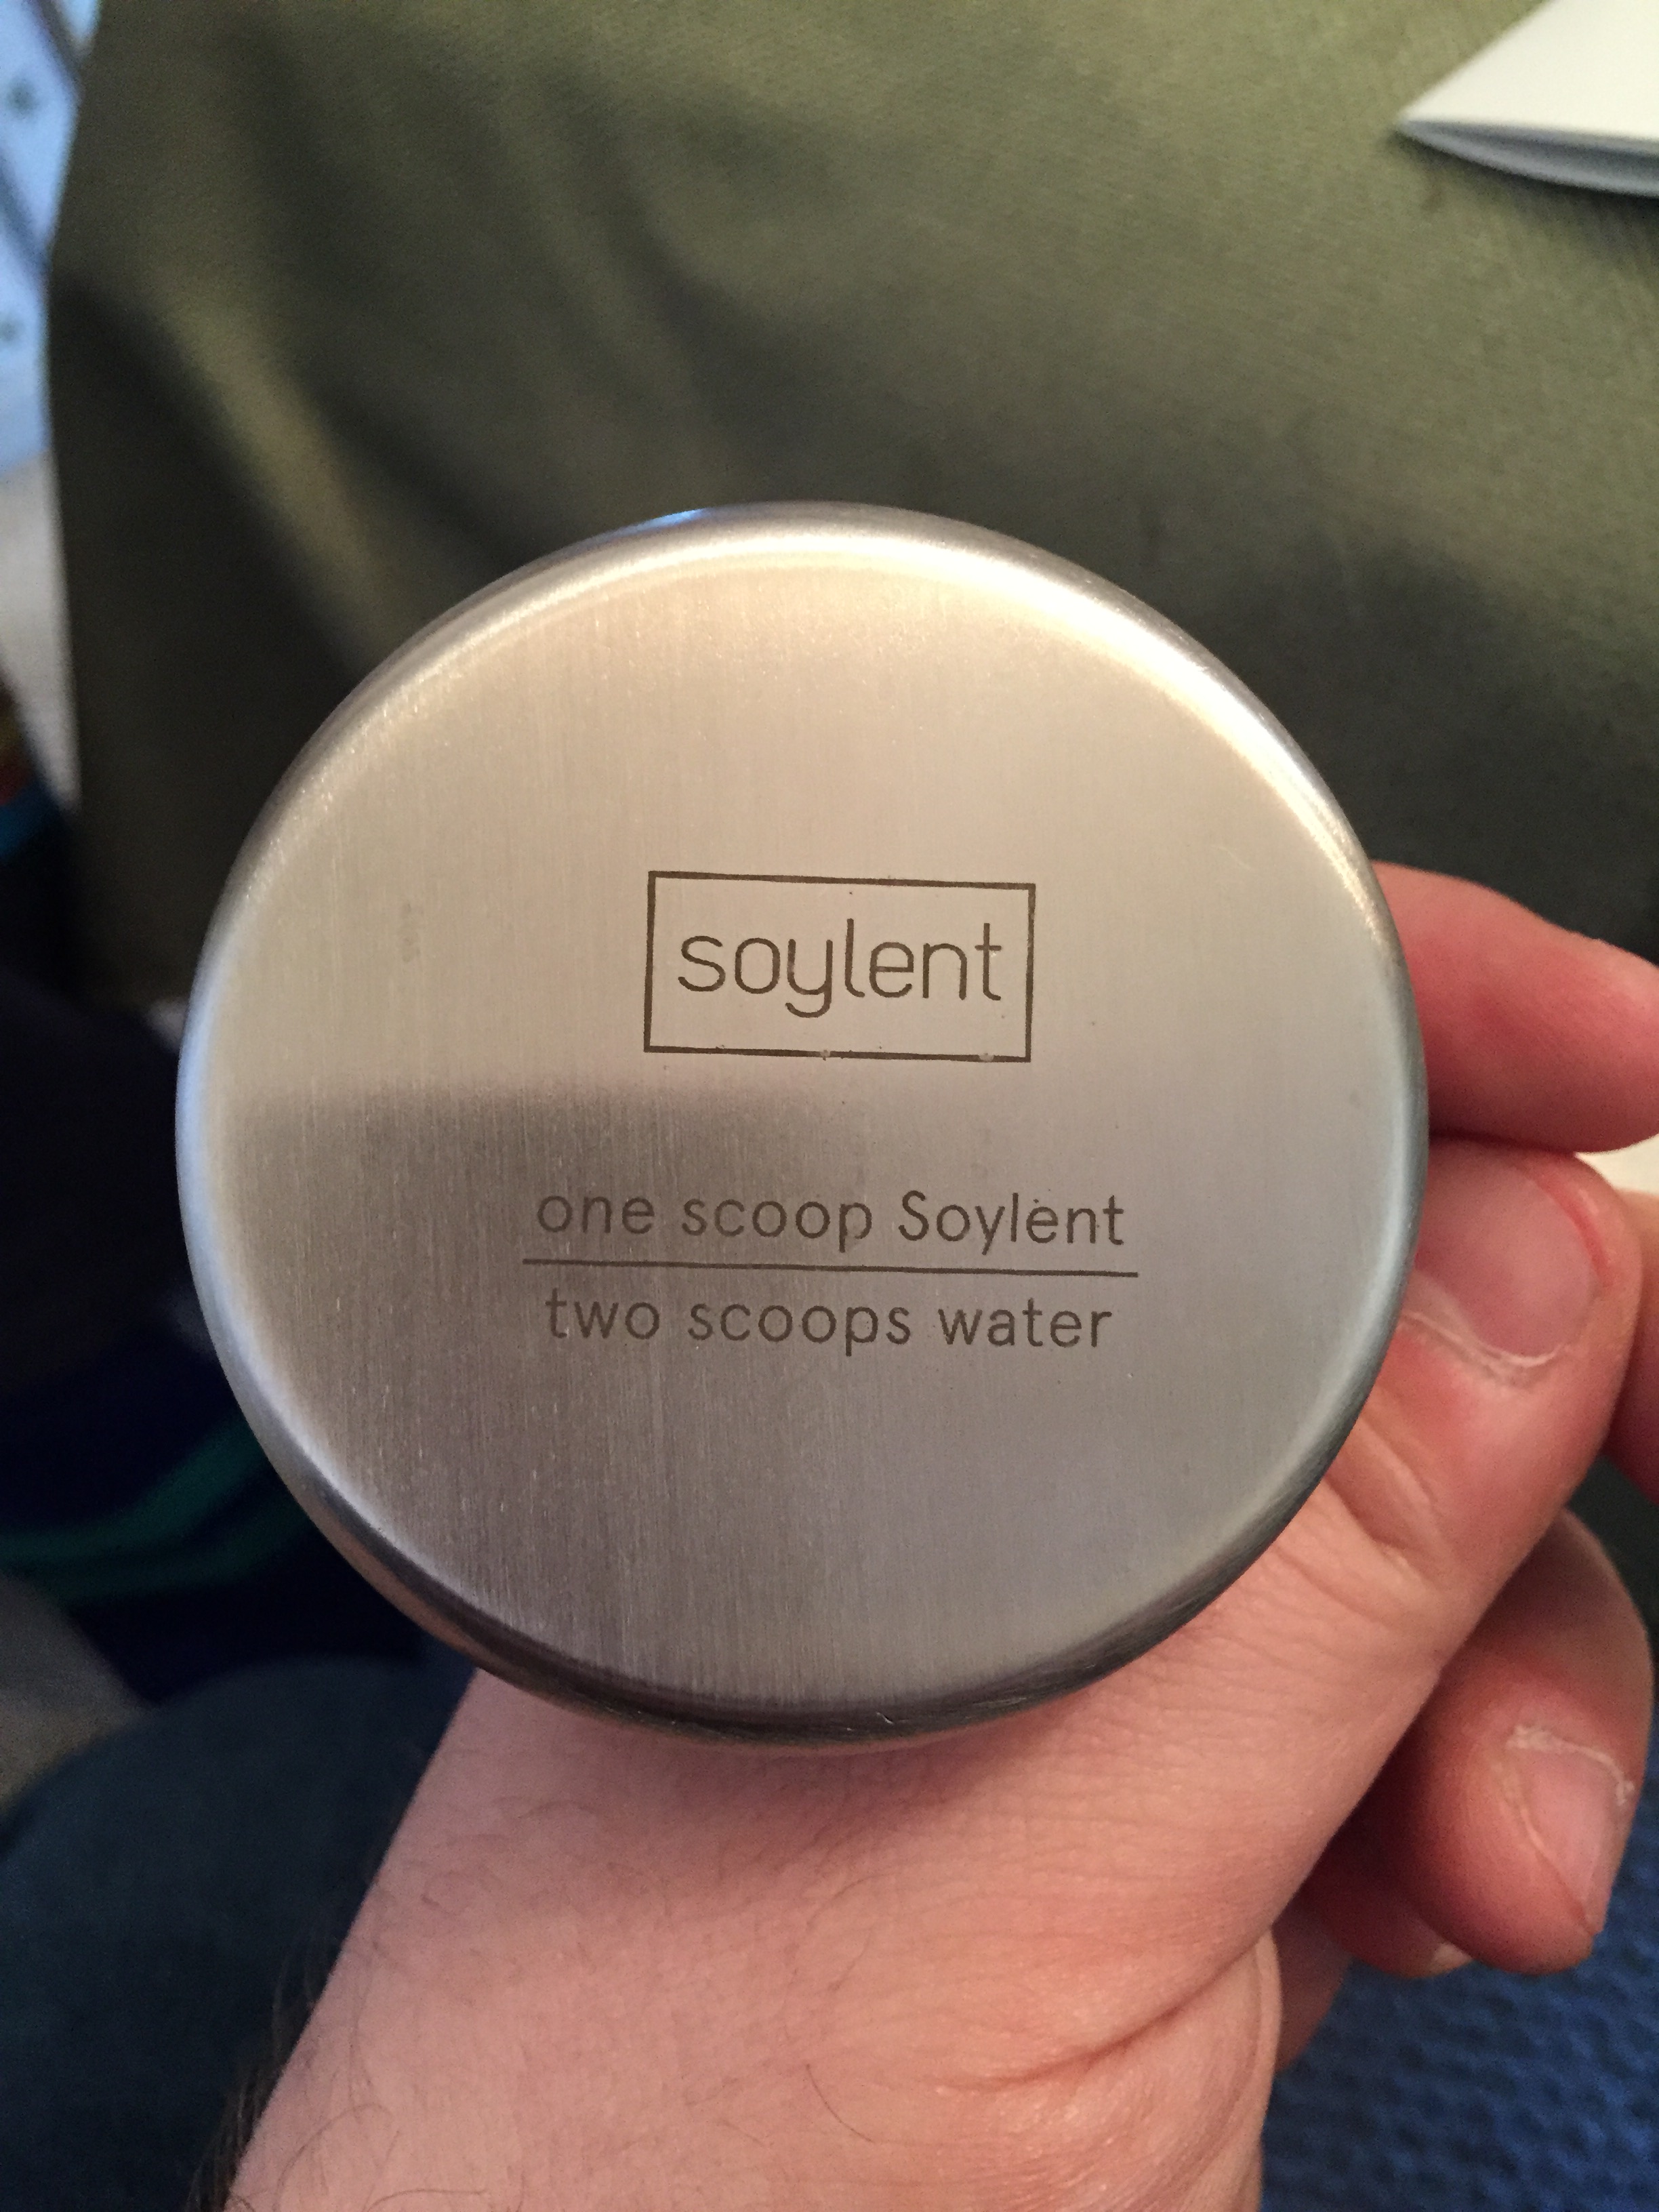 soylent
one scoop Soylent
two scoops water